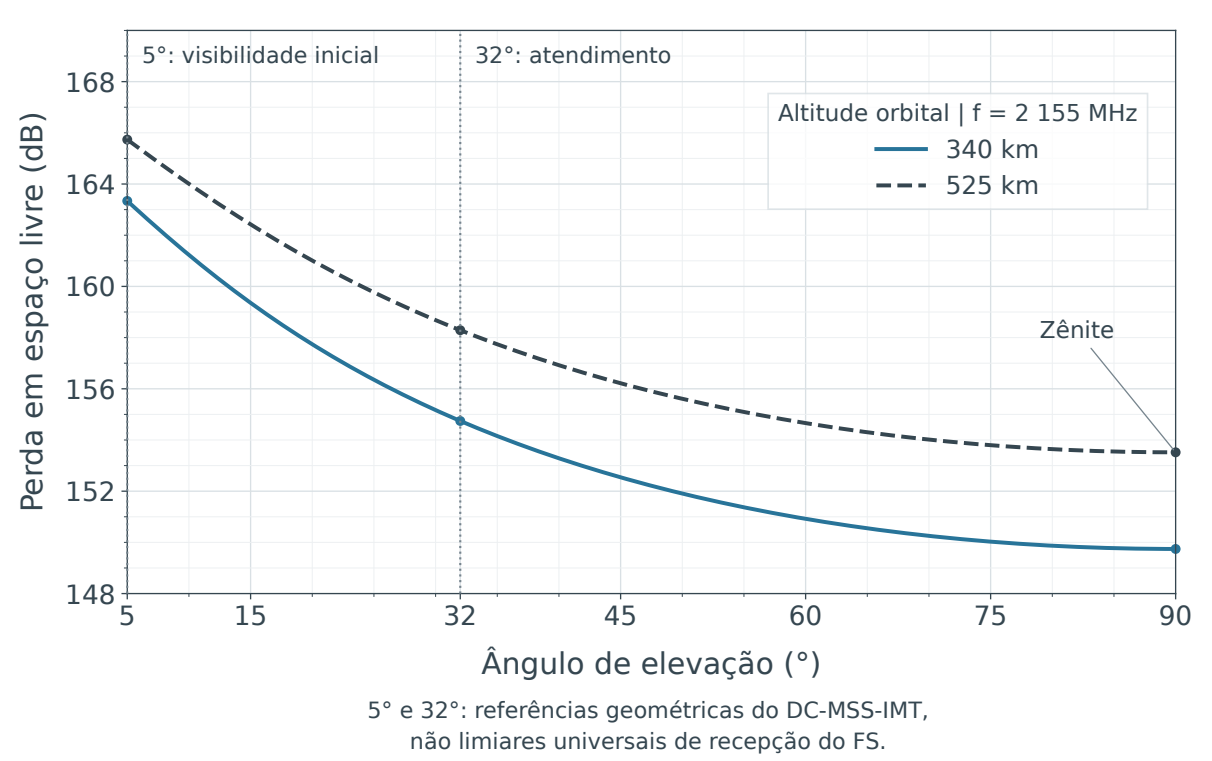 5°: visibilidade inicial
32°: atendimento
Altitude orbital | f = 2 155 MHz
340 km
525 km
Zênite
Perda em espaço livre (dB)
168
164
160
156
152
148
5
15
32
45
60
75
90
Ângulo de elevação (°)
5° e 32°: referências geométricas do DC-MSS-IMT,
não limiares universais de recepção do FS.